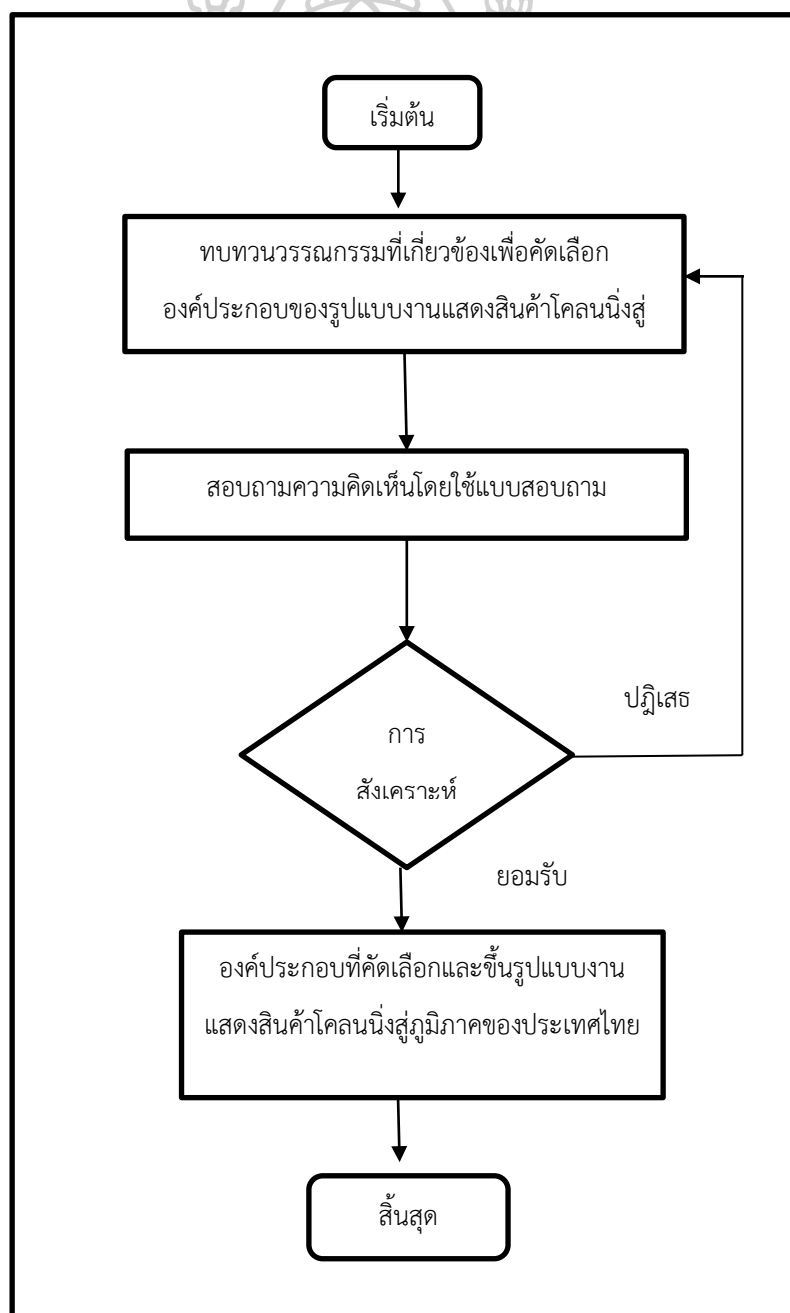 เริ่มต้น
ทบทวนวรรณกรรมที่เกี่ยวข้องเพื่อคัดเลือก
องค์ประกอบของรูปแบบงานแสดงสินค้าโคลนนิ่งสู่
สอบถามความคิดเห็นโดยใช้แบบสอบถาม
ปฎิเสธ
การ
สังเคราะห์
ยอมรับ
องค์ประกอบที่คัดเลือกและขึ้นรูปแบบงาน
แสดงสินค้าโคลนนิ่งสู่ภูมิภาคของประเทศไทย
สิ้นสุด